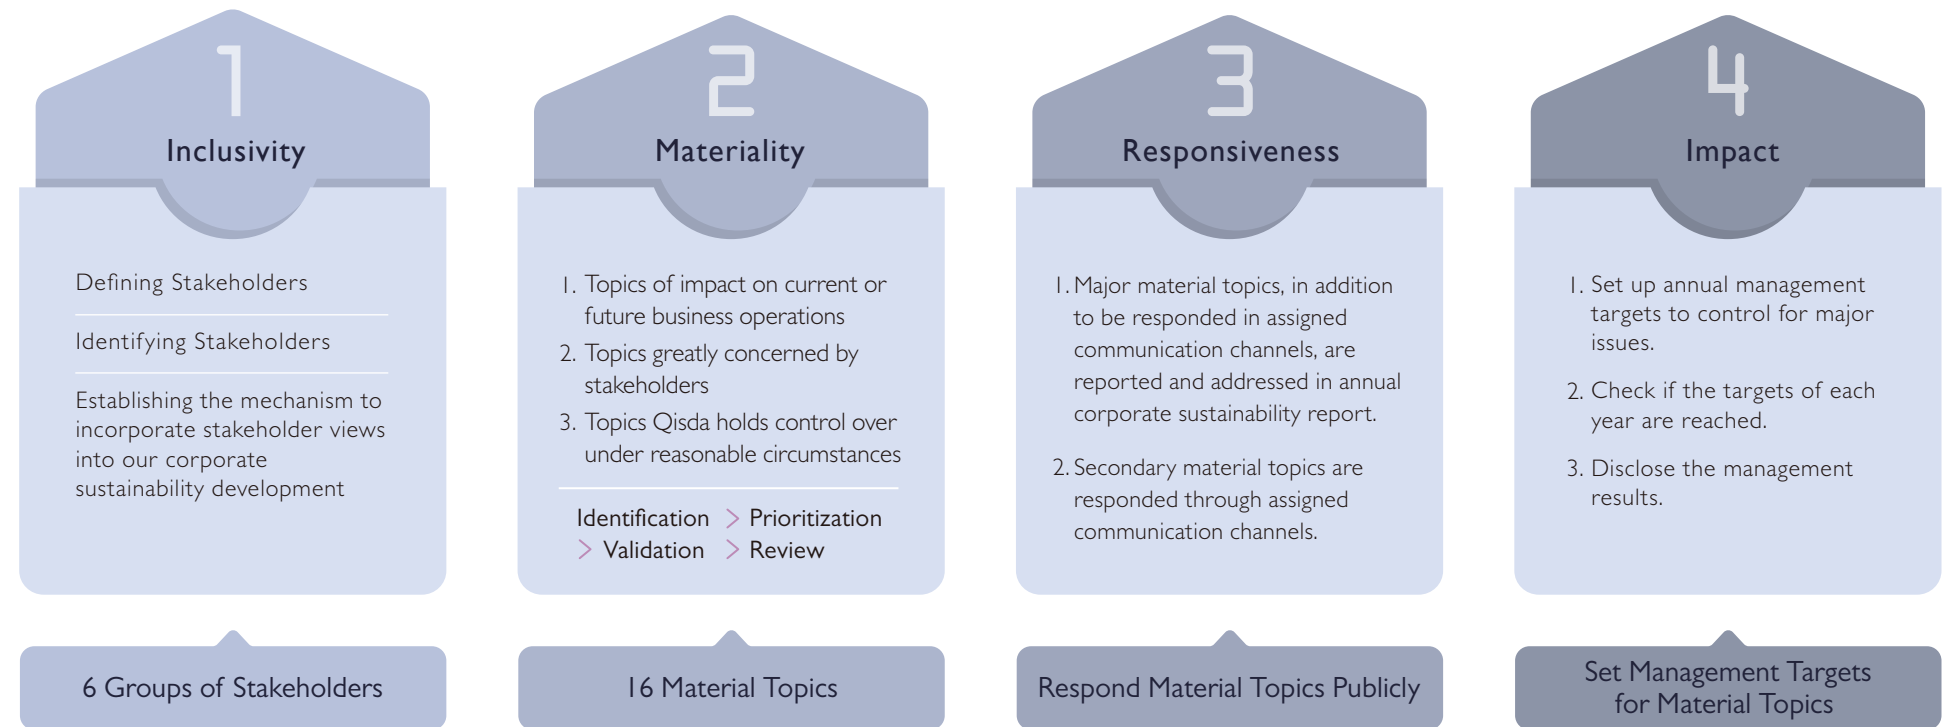 1
Inclusivity
Defining Stakeholders
Identifying Stakeholders
Establishing the mechanism to
incorporate stakeholder views
into our corporate
sustainability development
6 Groups of Stakeholders
2
Materiality
1. Topics of impact on current or
future business operations
2. Topics greatly concerned by
stakeholders
3. Topics Qisda holds control over
under reasonable circumstances
Identification > Prioritization
> Validation > Review
16 Material Topics
3
Responsiveness
1. Major material topics, in addition
to be responded in assigned
communication channels, are
reported and addressed in annual
corporate sustainability report.
2. Secondary material topics are
responded through assigned
communication channels.
Respond Material Topics Publicly
4
Impact
1. Set up annual management
targets to control for major
issues.
2. Check if the targets of each
year are reached.
3. Disclose the management
results.
Set Management Targets
for Material Topics